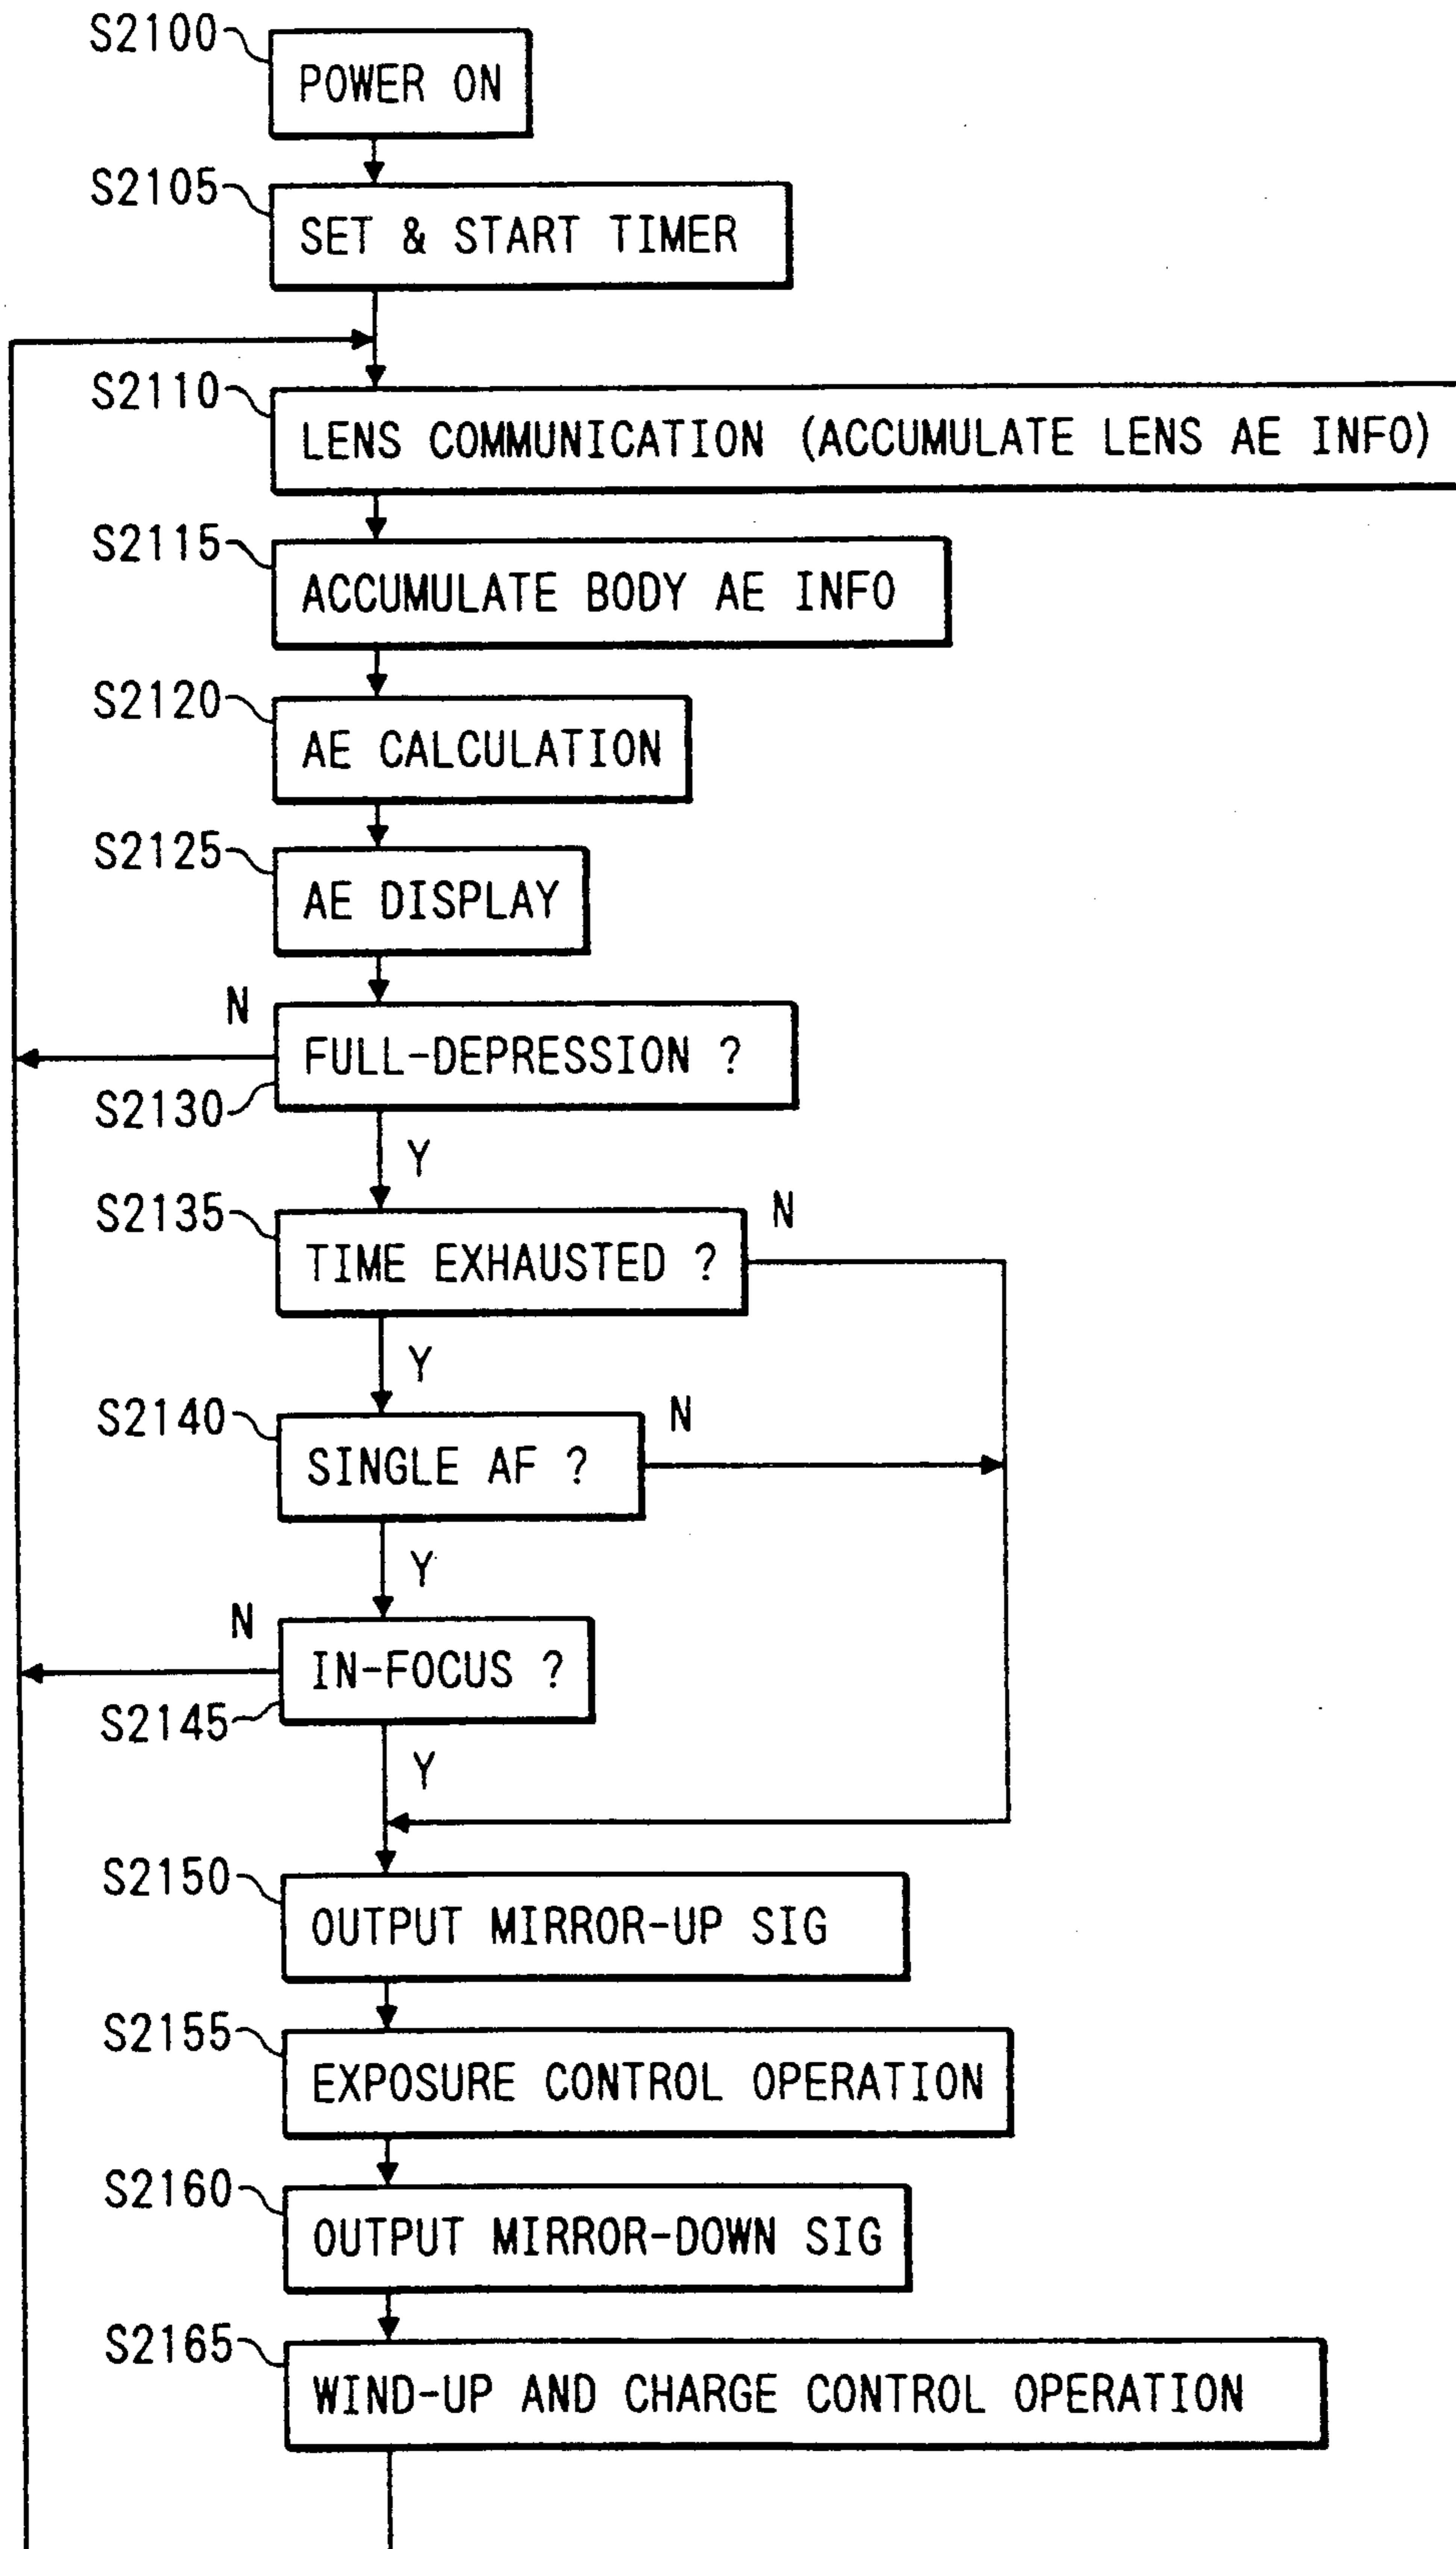 S2100
POWER ON
S2105
SET & START TIMER
S2110
LENS COMMUNICATION (ACCUMULATE LENS AE INFO)
S2115
ACCUMULATE BODY AE INFO
S2120
AE CALCULATION
S2125
AE DISPLAY
N
FULL-DEPRESSION ?
S2130
Y
S2135
TIME EXHAUSTED ?
N
Y
S2140
SINGLE AF ?
N
Y
N
IN-FOCUS ?
S2145
Y
S2150
OUTPUT MIRROR-UP SIG
S2155
EXPOSURE CONTROL OPERATION
S2160
OUTPUT MIRROR-DOWN SIG
S2165
WIND-UP AND CHARGE CONTROL OPERATION